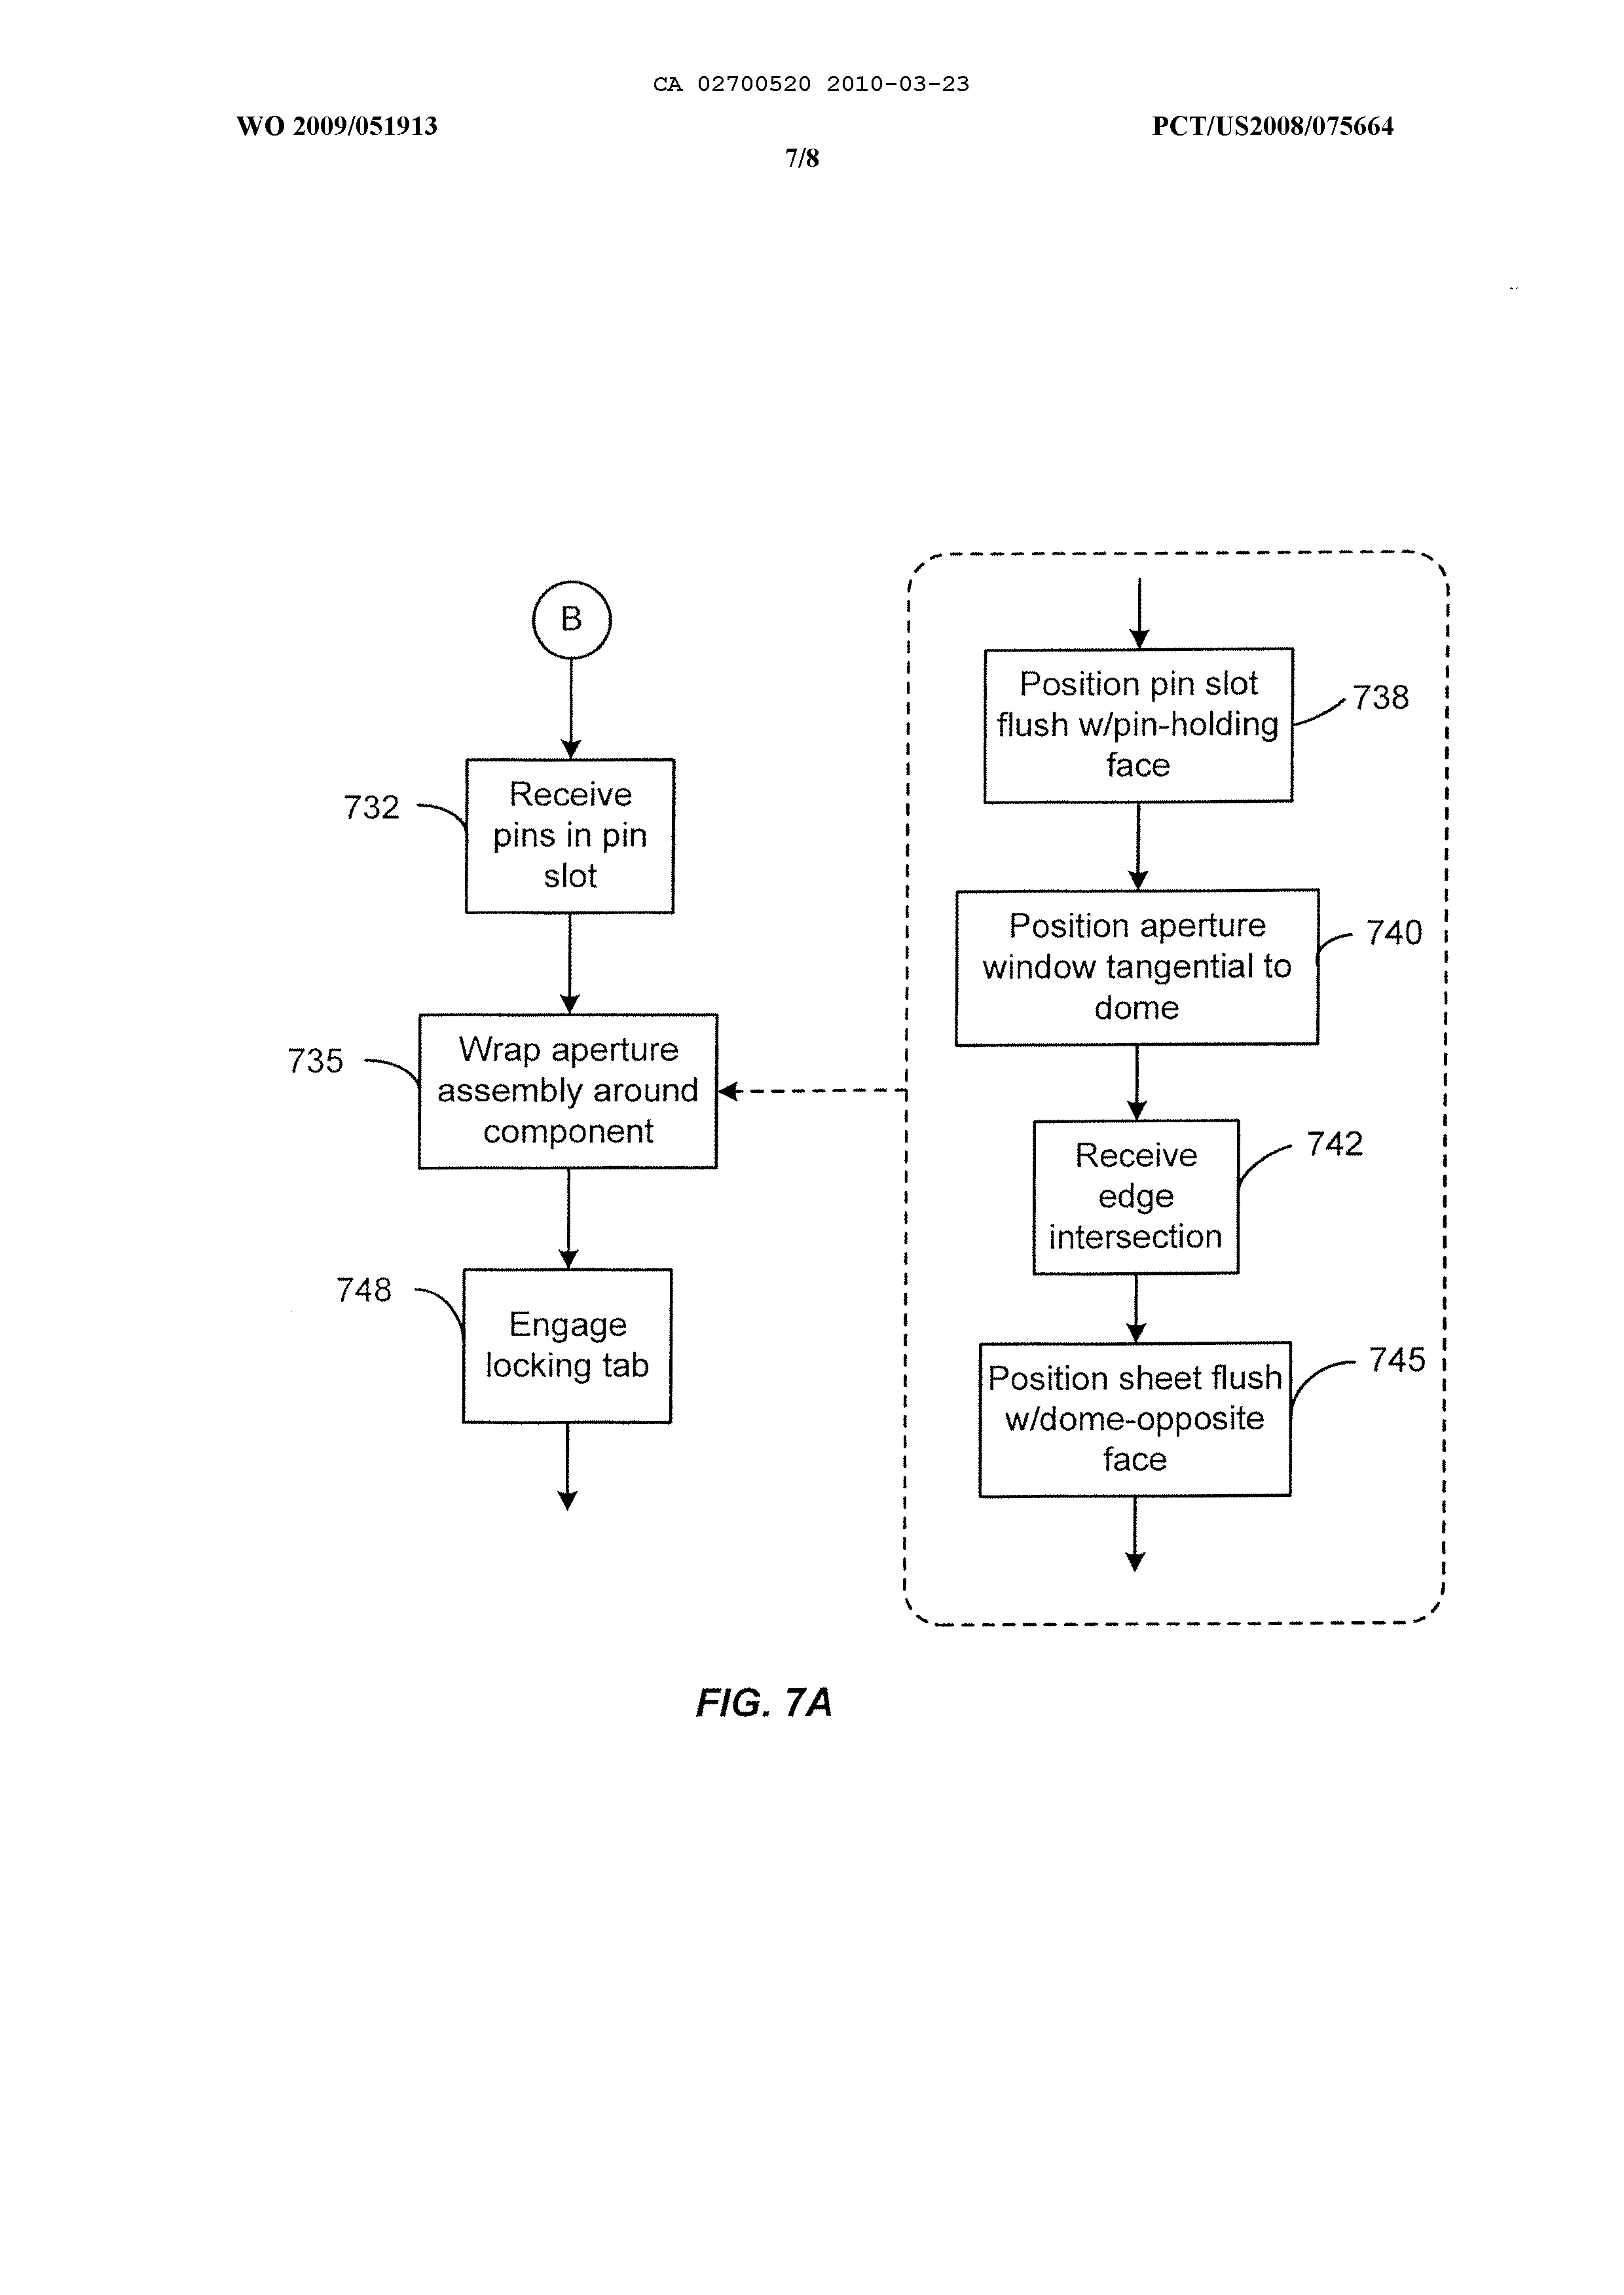 CA 02700520 2010-03-23
WO 2009/051913
PCT/US2008/075664
7/8
B
732
Receive
pins in pin
slot
735
Wrap aperture
assembly around
component
748
Engage
locking tab
Position pin slot
flush w/pin-holding
face
738
Position aperture
window tangential to
dome
740
Receive
edge
intersection
742
Position sheet flush
w/dome-opposite
face
745
FIG. 7A